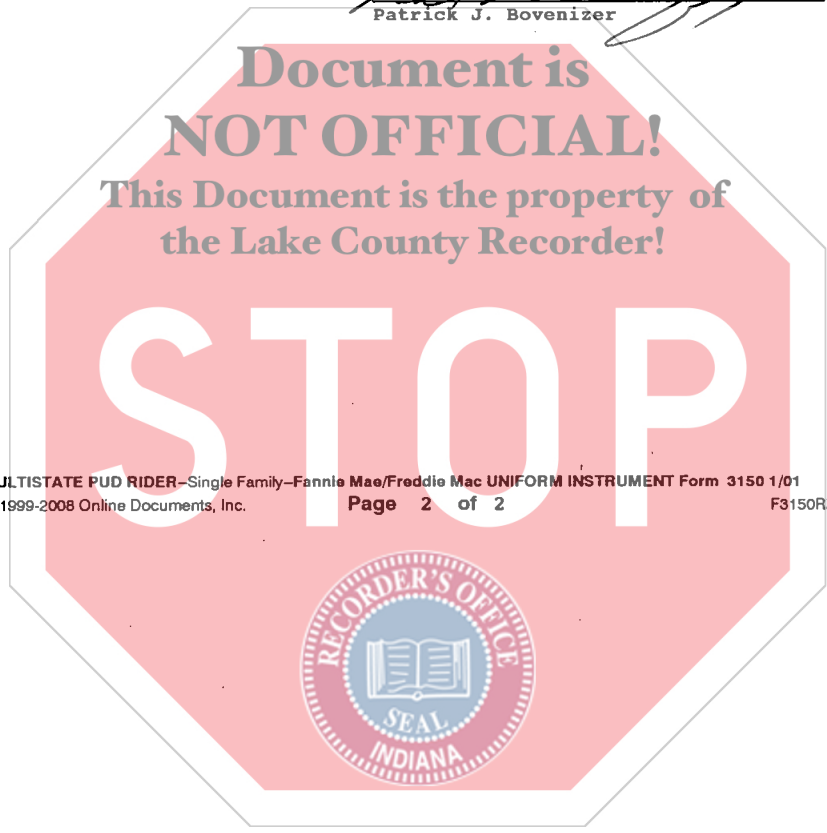 Patrick J. Bovenizer
Document is
NOT OFFICIAL!
This Document is the property of
the Lake County Recorder!
STOP
ULTISTATE PUD RIDER–Single Family–Fannie Mae/Freddie Mac UNIFORM INSTRUMENT Form 3150 1/01
1999-2008 Online Documents, Inc. Page 2 of 2 F3150R
RECORDER'S OFFICE
SEAL
INDIANA